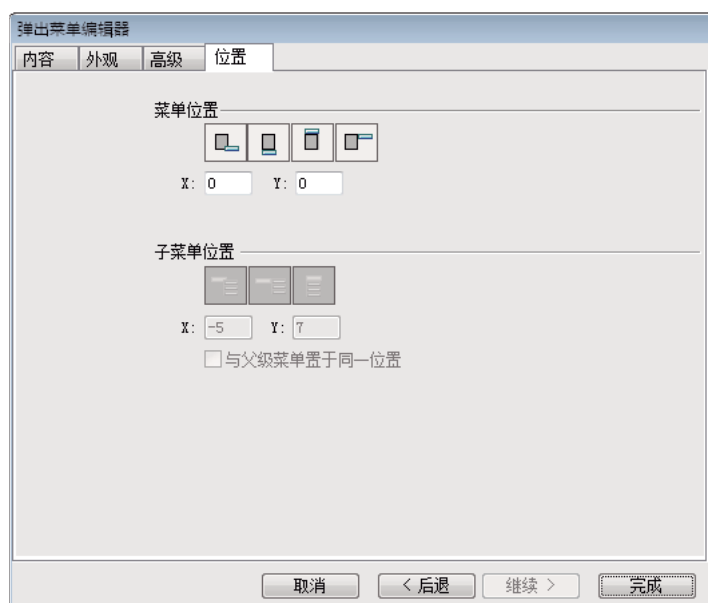 弹出菜单编辑器
内容 外观 高级 位置
菜单位置
X: 0 Y: 0
子菜单位置
X: -5 Y: 7
与父级菜单置于同一位置
取消 < 后退 继续 > 完成